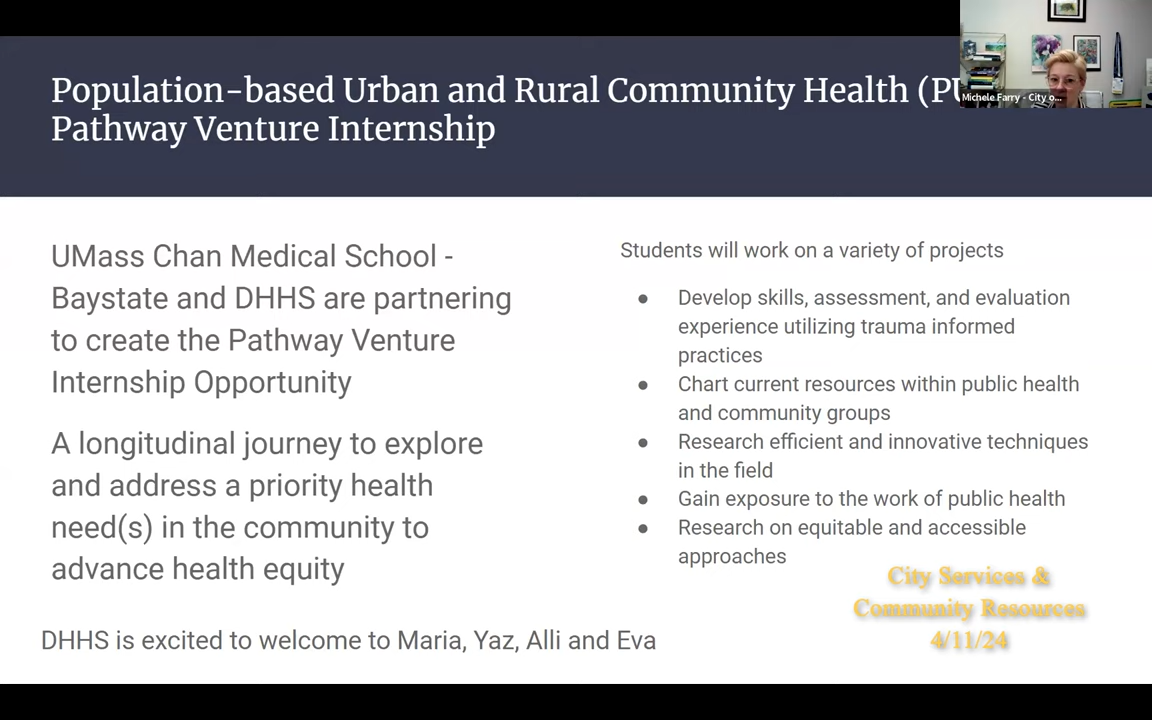 Population-based Urban and Rural Community Health (PU
Pathway Venture Internship
Michele Farry - City o...
UMass Chan Medical School -
Baystate and DHHS are partnering
to create the Pathway Venture
Internship Opportunity
A longitudinal journey to explore
and address a priority health
need(s) in the community to
advance health equity
Students will work on a variety of projects
● Develop skills, assessment, and evaluation
experience utilizing trauma informed
practices
● Chart current resources within public health
and community groups
● Research efficient and innovative techniques
in the field
● Gain exposure to the work of public health
● Research on equitable and accessible
approaches
City Services &
Community Resources
4/11/24
DHHS is excited to welcome to Maria, Yaz, Alli and Eva